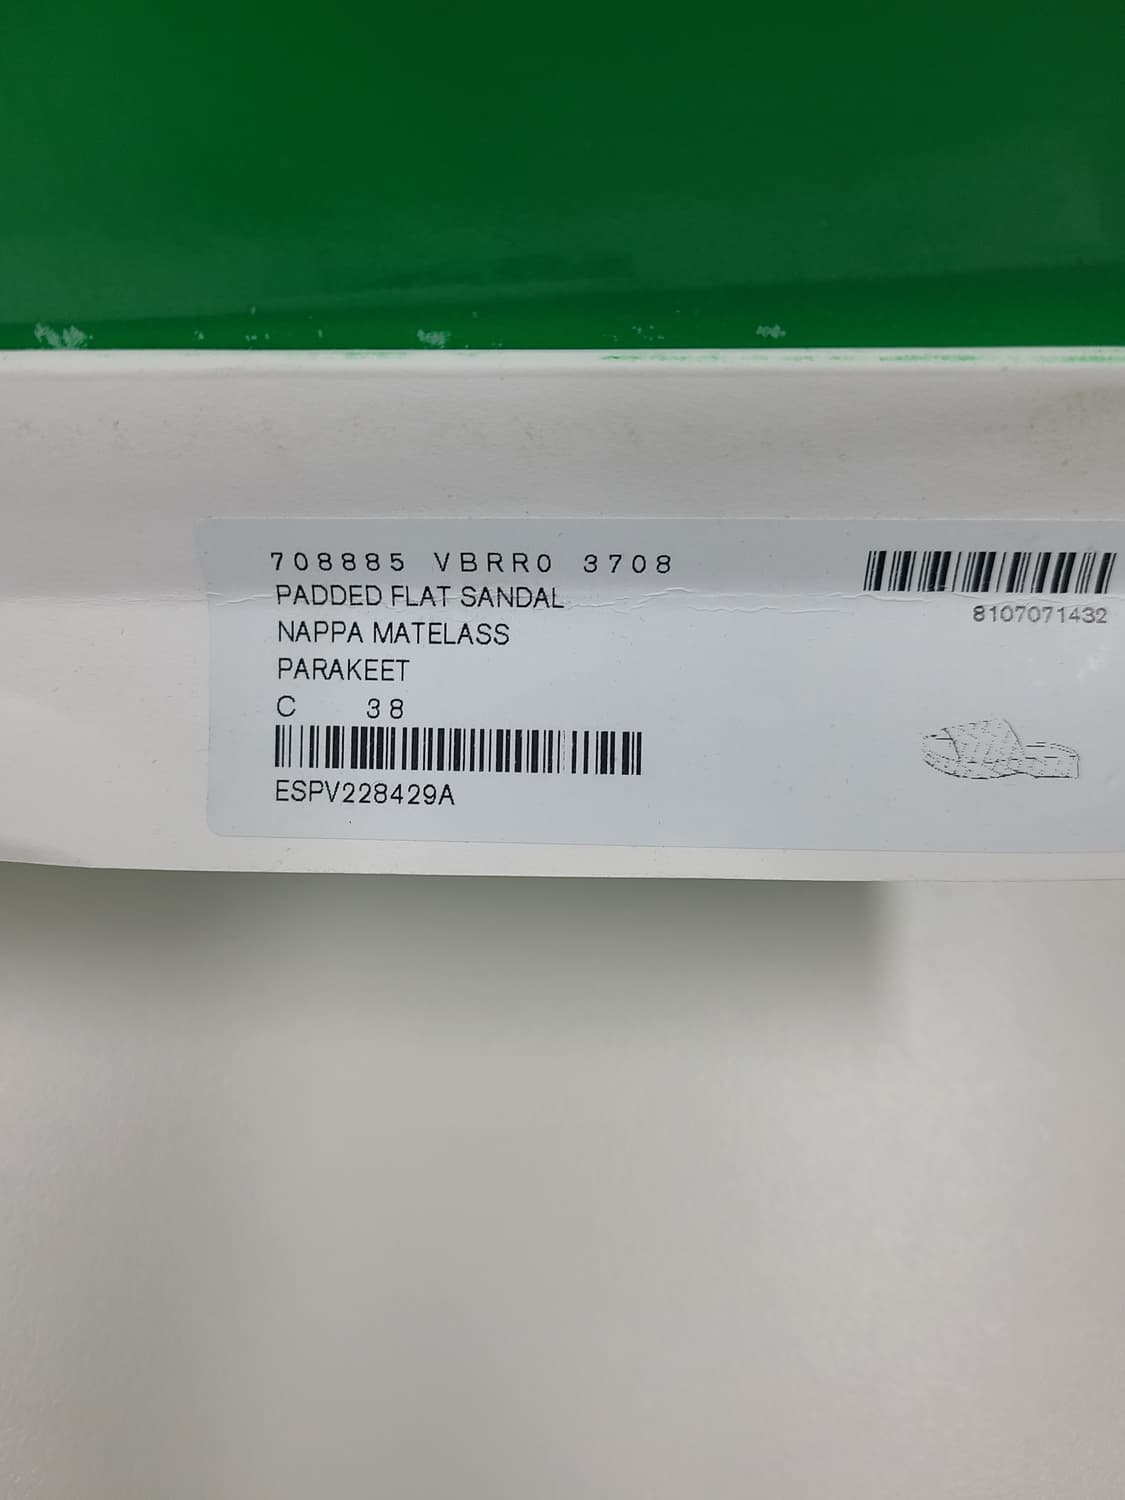 708885 VBRR0 3708
PADDED FLAT SANDAL
NAPPA MATELASS
PARAKEET
C 38
ESPV228429A
8107071432